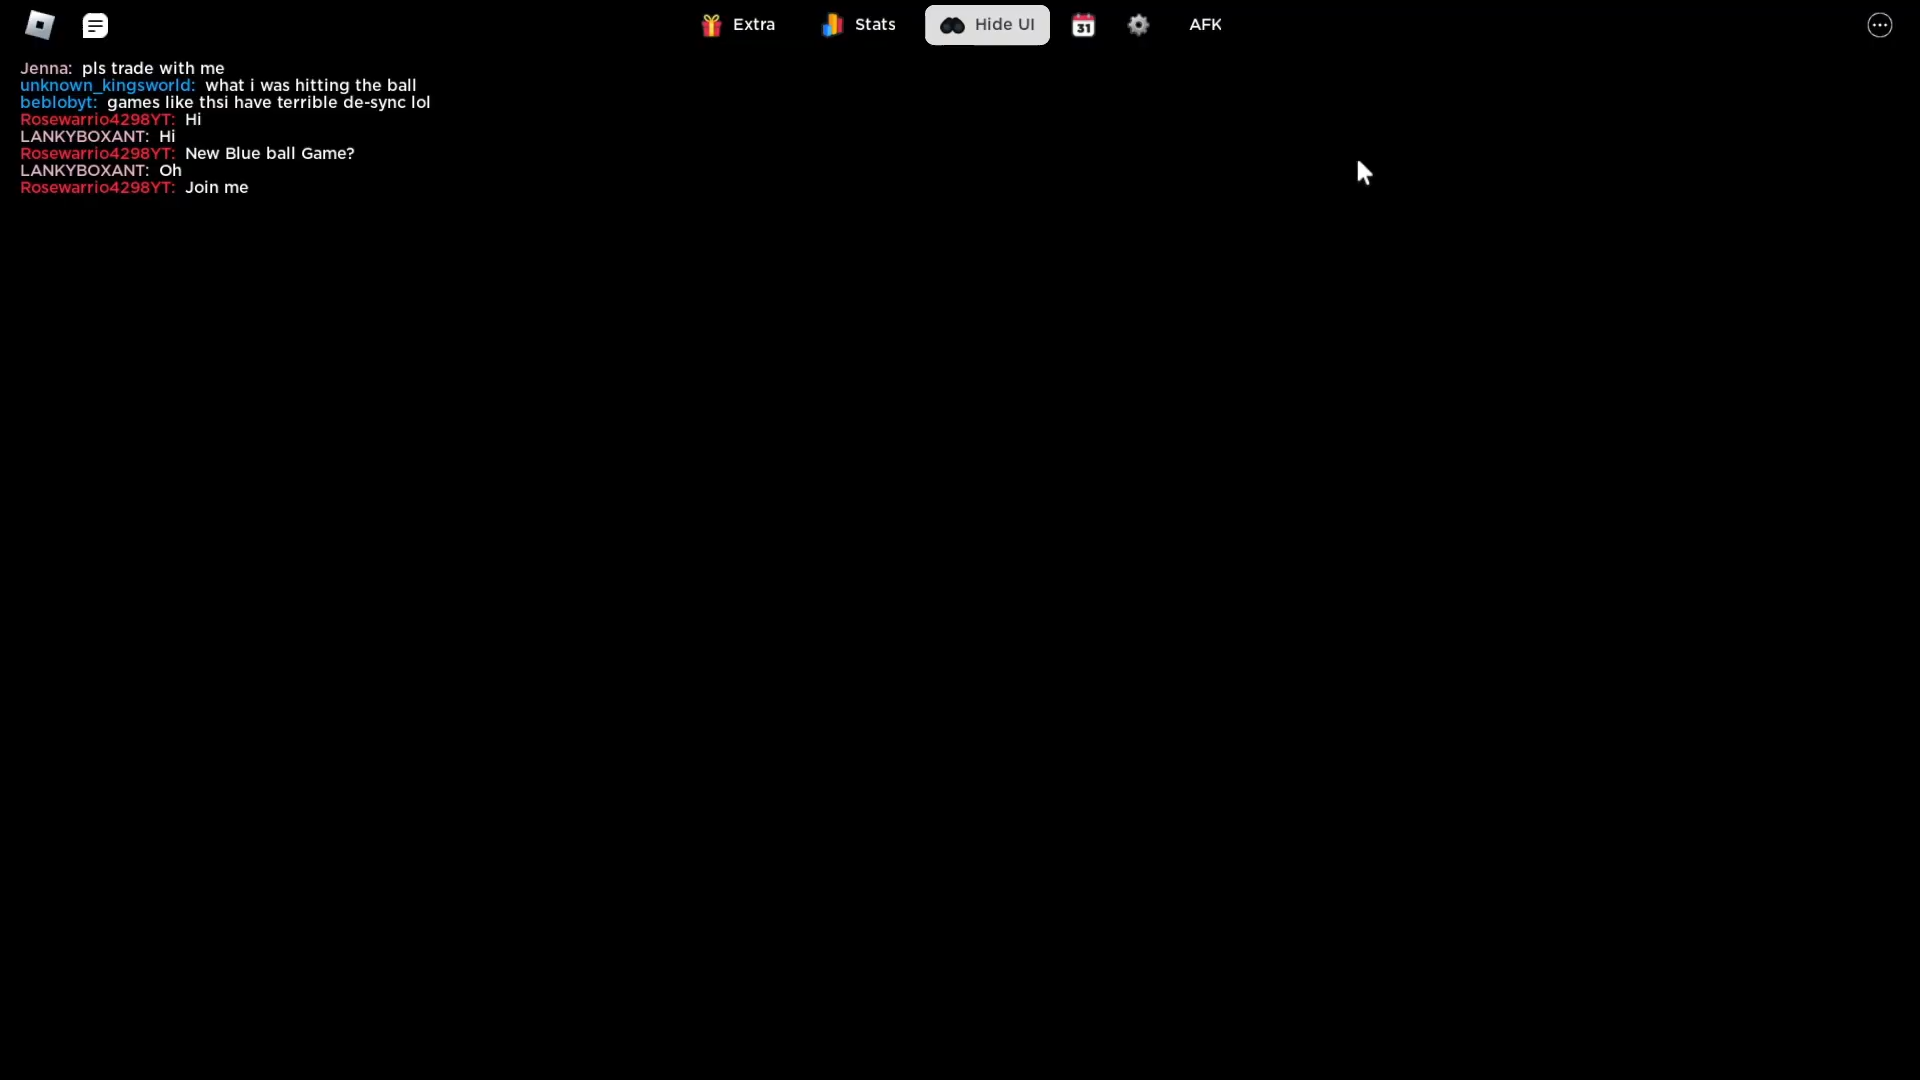 Extra Stats Hide UI 31 AFK
Jenna: pls trade with me
unknown_kingsworld: what i was hitting the ball
beblobyt: games like thsi have terrible de-sync lol
Rosewarrio4298YT: Hi
LANKYBOXANT: Hi
Rosewarrio4298YT: New Blue ball Game?
LANKYBOXANT: Oh
Rosewarrio4298YT: Join me